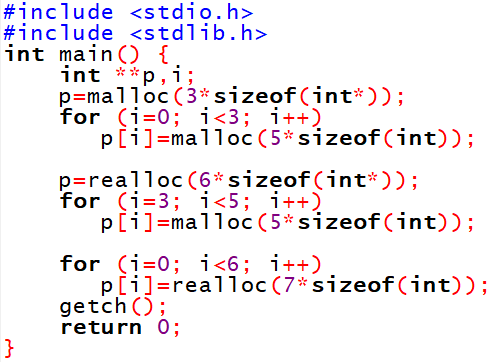 #include <stdio.h>
#include <stdlib.h>
int main() {
    int **p,i;
    p=malloc(3*sizeof(int*));
    for (i=0; i<3; i++)
       p[i]=malloc(5*sizeof(int));

    p=realloc(6*sizeof(int*));
    for (i=3; i<5; i++)
       p[i]=malloc(5*sizeof(int));

    for (i=0; i<6; i++)
       p[i]=realloc(7*sizeof(int));
    getch();
    return 0;
}